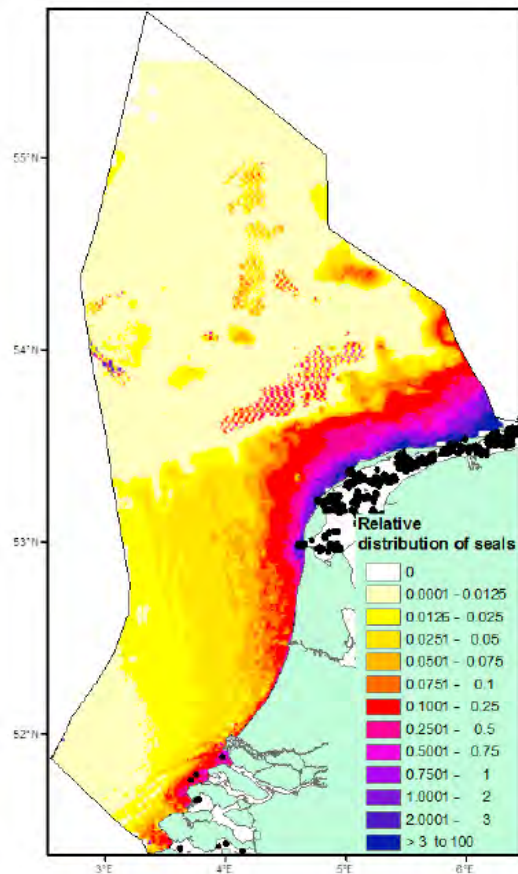 55°N
54°N
53°N
52°N
Relative
distribution of seals
0
0.0001 - 0.0125
0.0126 - 0.025
0.0251 - 0.05
0.0501 - 0.075
0.0751 - 0.1
0.1001 - 0.25
0.2501 - 0.5
0.5001 - 0.75
0.7501 - 1
1.0001 - 2
2.0001 - 3
> 3 to 100
3°E 4°E 5°E 6°E